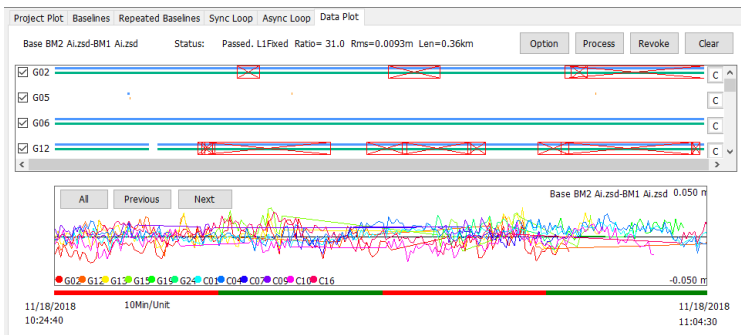 Project Plot Baselines Repeated Baselines Sync Loop Async Loop Data Plot
Base BM2 Ai.zsd-BM1 Ai.zsd Status: Passed. L1Fixed Ratio= 31.0 Rms=0.0093m Len=0.36km Option Process Revoke Clear
G02 C
G05 C
G06 C
G12 C
All Previous Next Base BM2 Ai.zsd-BM1 Ai.zsd 0.050 m
G02 G12 G13 G15 G19 G24 C01 C04 C07 C09 C10 C16 -0.050 m
11/18/2018 10Min/Unit 11/18/2018
10:24:40 11:04:30